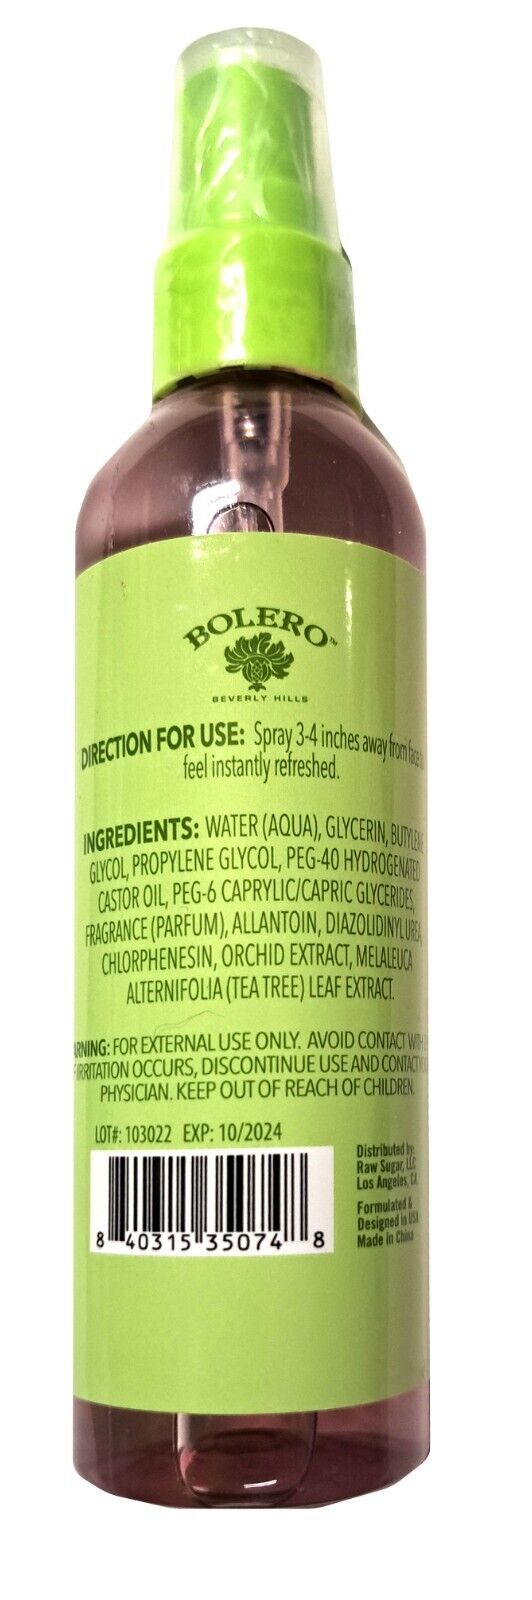 BOLERO™
BEVERLY HILLS
DIRECTION FOR USE: Spray 3-4 inches away from face to
feel instantly refreshed.
INGREDIENTS: WATER (AQUA), GLYCERIN, BUTYLENE
GLYCOL, PROPYLENE GLYCOL, PEG-40 HYDROGENATED
CASTOR OIL, PEG-6 CAPRYLIC/CAPRIC GLYCERIDES,
FRAGRANCE (PARFUM), ALLANTOIN, DIAZOLIDINYL UREA,
CHLORPHENESIN, ORCHID EXTRACT, MELALEUCA
ALTERNIFOLIA (TEA TREE) LEAF EXTRACT.
ARNING: FOR EXTERNAL USE ONLY. AVOID CONTACT WITH
IF IRRITATION OCCURS, DISCONTINUE USE AND CONTACT
PHYSICIAN. KEEP OUT OF REACH OF CHILDREN.
LOT#: 103022 EXP: 10/2024
Distributed by:
Raw Sugar, LLC
Los Angeles, CA
Formulated &
Designed in USA
Made in China
8 40315 35074 8